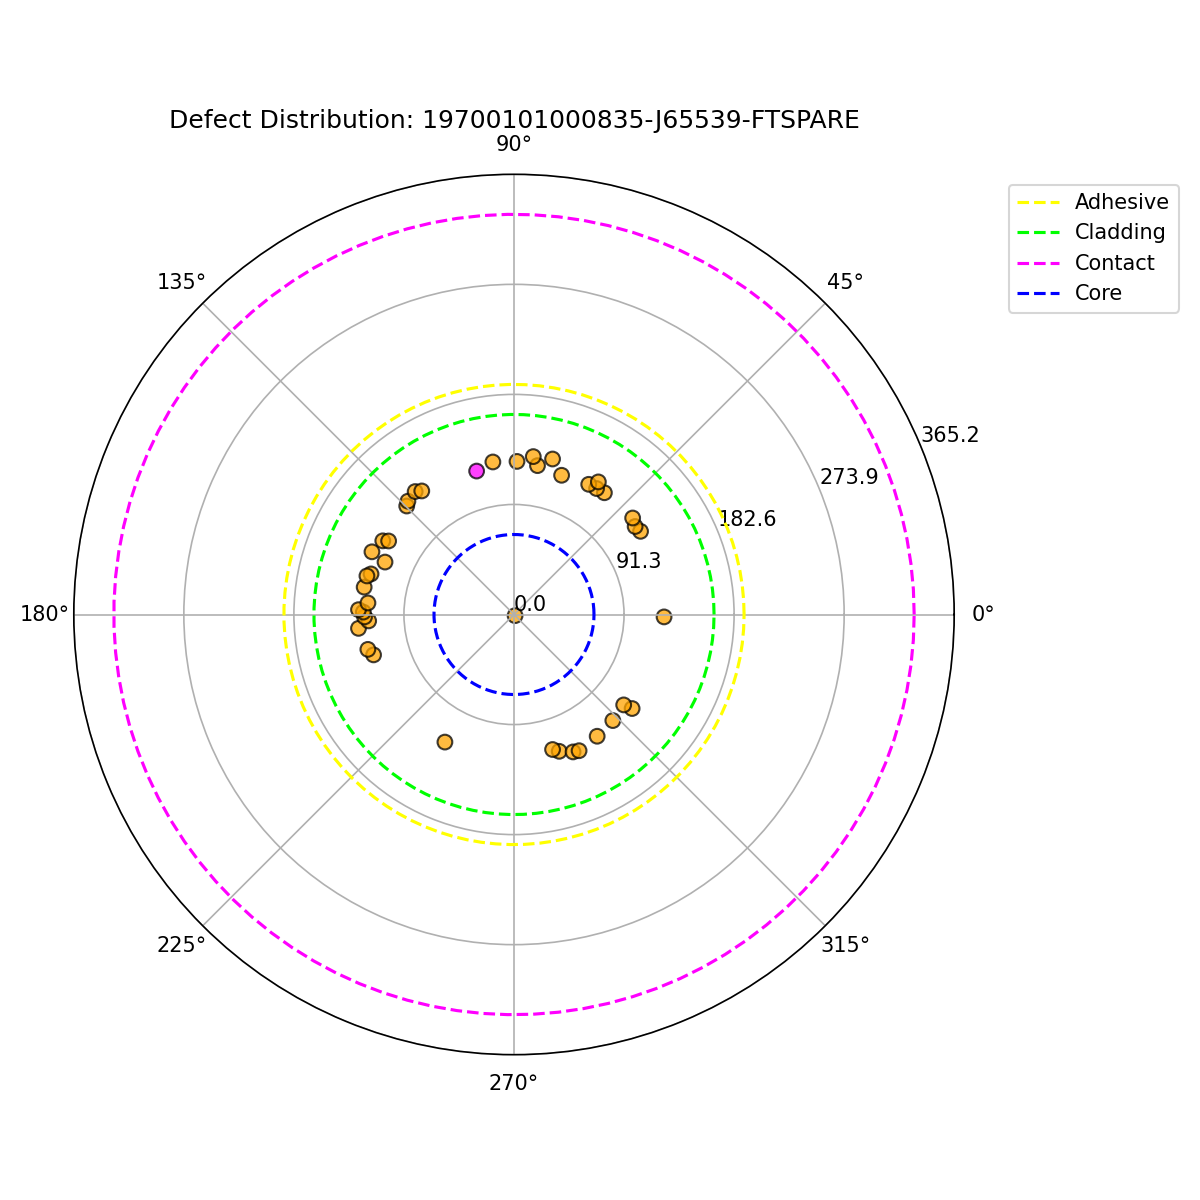 Defect Distribution: 19700101000835-J65539-FTSPARE
90°
Adhesive
Cladding
Contact
Core
135°
45°
365.2
273.9
182.6
91.3
0.0
180°
0°
225°
315°
270°